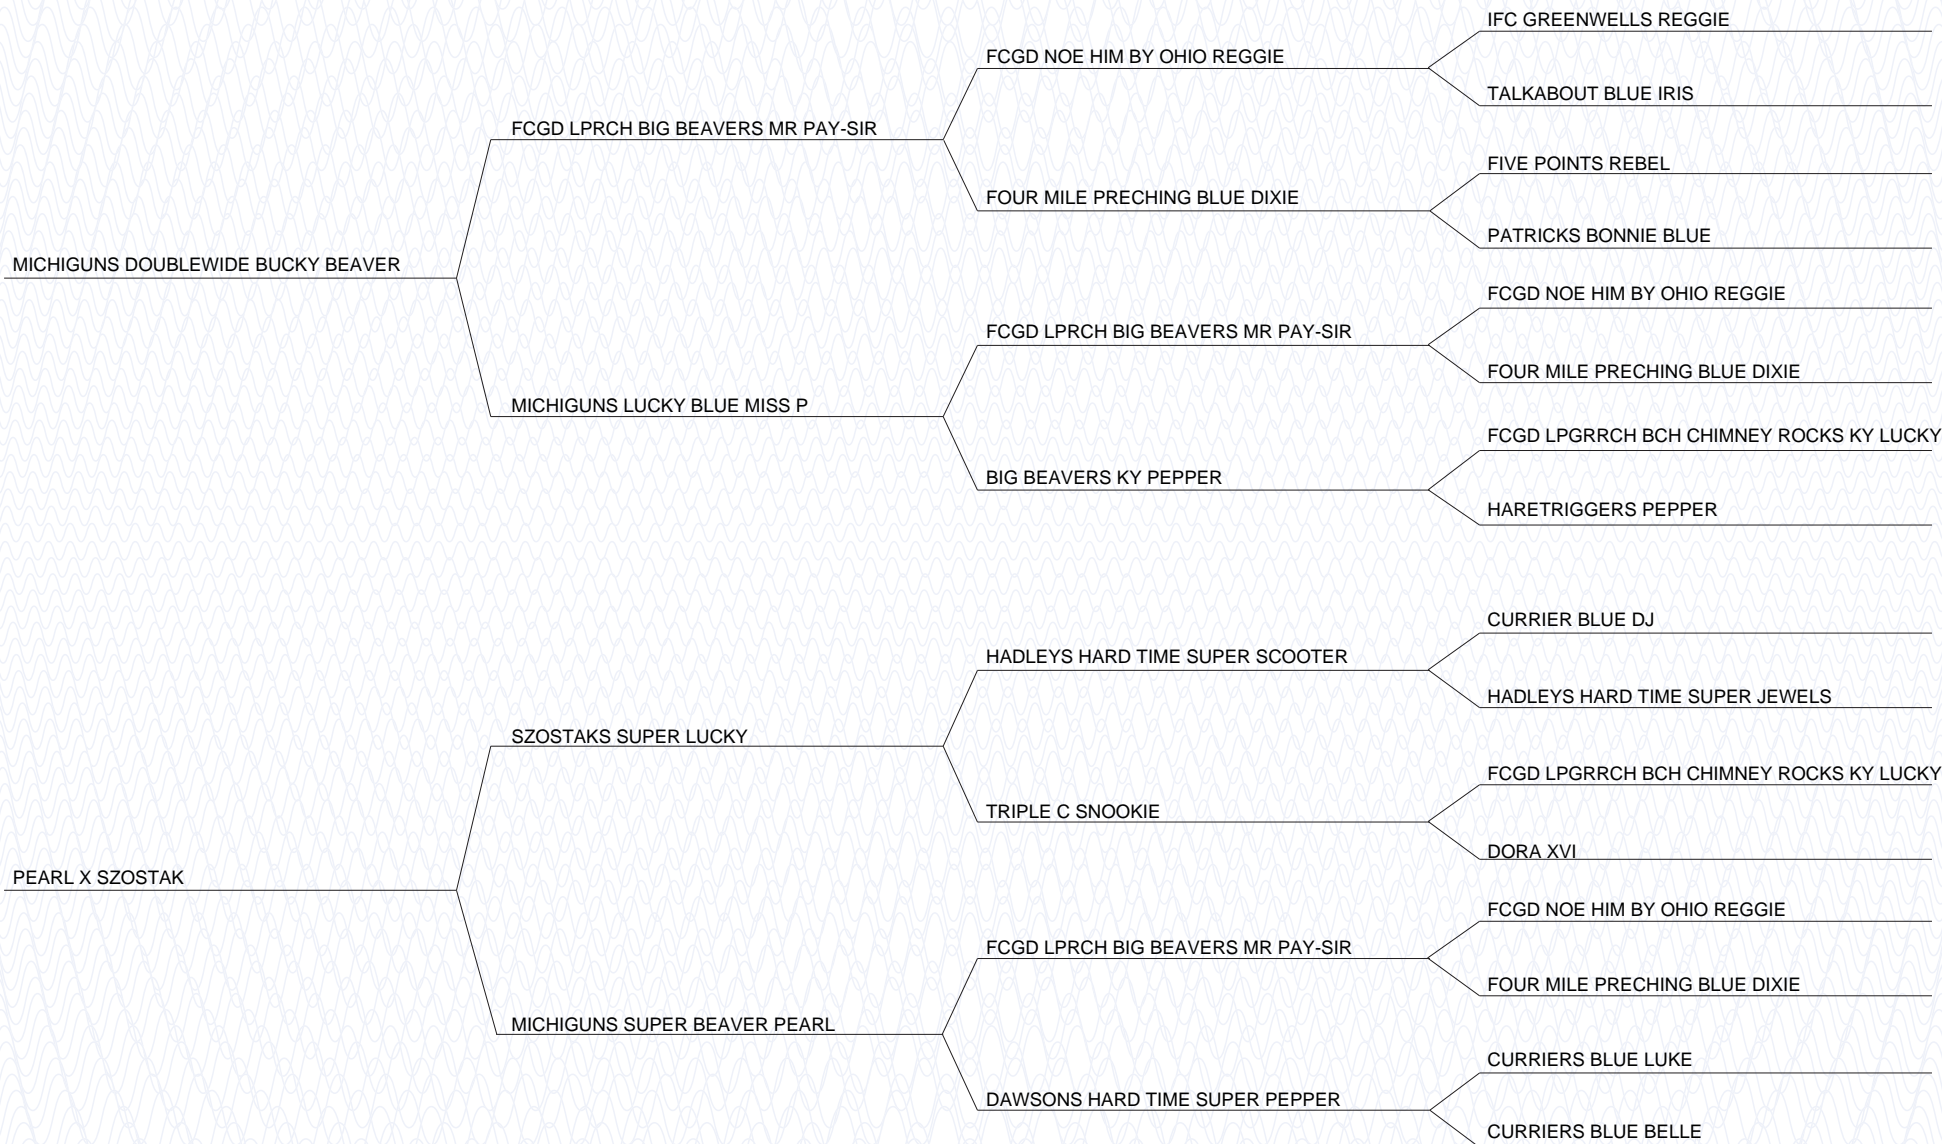 IFC GREENWELLS REGGIE
FCGD NOE HIM BY OHIO REGGIE
TALKABOUT BLUE IRIS
FCGD LPRCH BIG BEAVERS MR PAY-SIR
FIVE POINTS REBEL
FOUR MILE PRECHING BLUE DIXIE
PATRICKS BONNIE BLUE
MICHIGUNS DOUBLEWIDE BUCKY BEAVER
FCGD NOE HIM BY OHIO REGGIE
FCGD LPRCH BIG BEAVERS MR PAY-SIR
FOUR MILE PRECHING BLUE DIXIE
MICHIGUNS LUCKY BLUE MISS P
FCGD LPGRRCH BCH CHIMNEY ROCKS KY LUCKY
BIG BEAVERS KY PEPPER
HARETRIGGERS PEPPER
CURRIER BLUE DJ
HADLEYS HARD TIME SUPER SCOOTER
HADLEYS HARD TIME SUPER JEWELS
SZOSTAKS SUPER LUCKY
FCGD LPGRRCH BCH CHIMNEY ROCKS KY LUCKY
TRIPLE C SNOOKIE
DORA XVI
PEARL X SZOSTAK
FCGD NOE HIM BY OHIO REGGIE
FCGD LPRCH BIG BEAVERS MR PAY-SIR
FOUR MILE PRECHING BLUE DIXIE
MICHIGUNS SUPER BEAVER PEARL
CURRIERS BLUE LUKE
DAWSONS HARD TIME SUPER PEPPER
CURRIERS BLUE BELLE